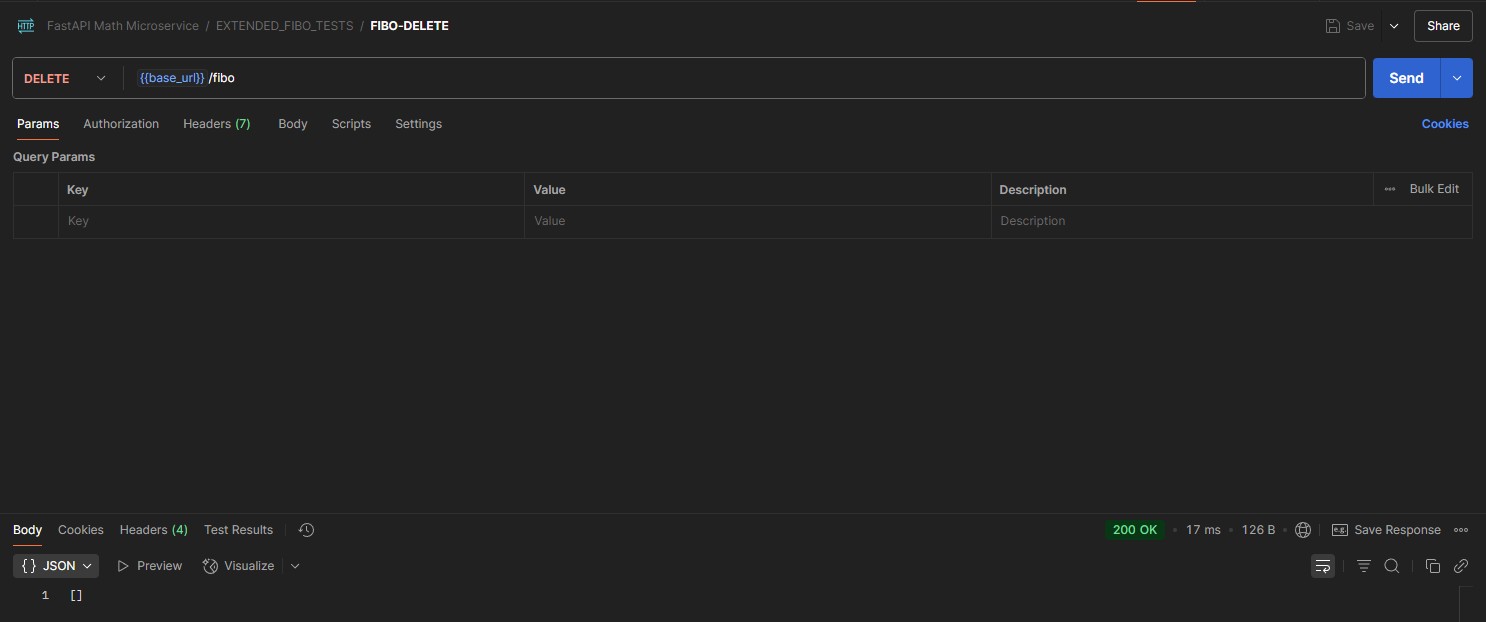 HTTP FastAPI Math Microservice / EXTENDED_FIBO_TESTS / FIBO-DELETE Save Share
DELETE {{base_url}} /fibo Send
Params Authorization Headers (7) Body Scripts Settings Cookies
Query Params
Key Value Description Bulk Edit
Key Value Description
Body Cookies Headers (4) Test Results 200 OK 17 ms 126 B e.g. Save Response
{} JSON Preview Visualize
1 []